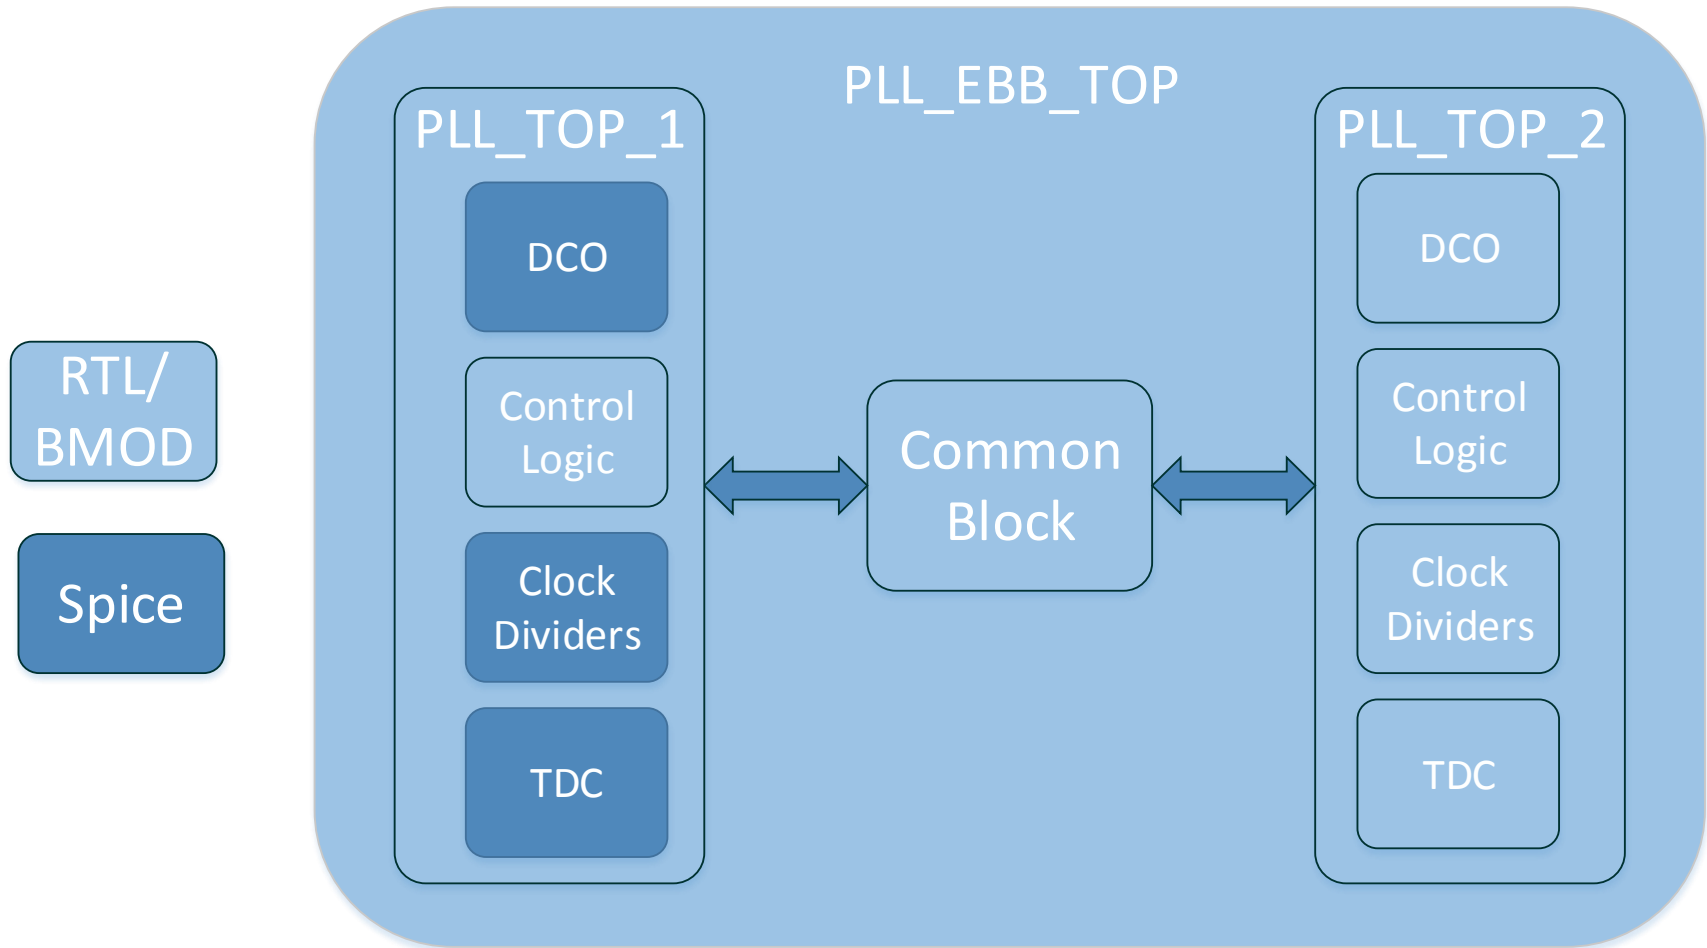 PLL_EBB_TOP
PLL_TOP_1
DCO
Control
Logic
Clock
Dividers
TDC
Common
Block
PLL_TOP_2
DCO
Control
Logic
Clock
Dividers
TDC
RTL/
BMOD
Spice